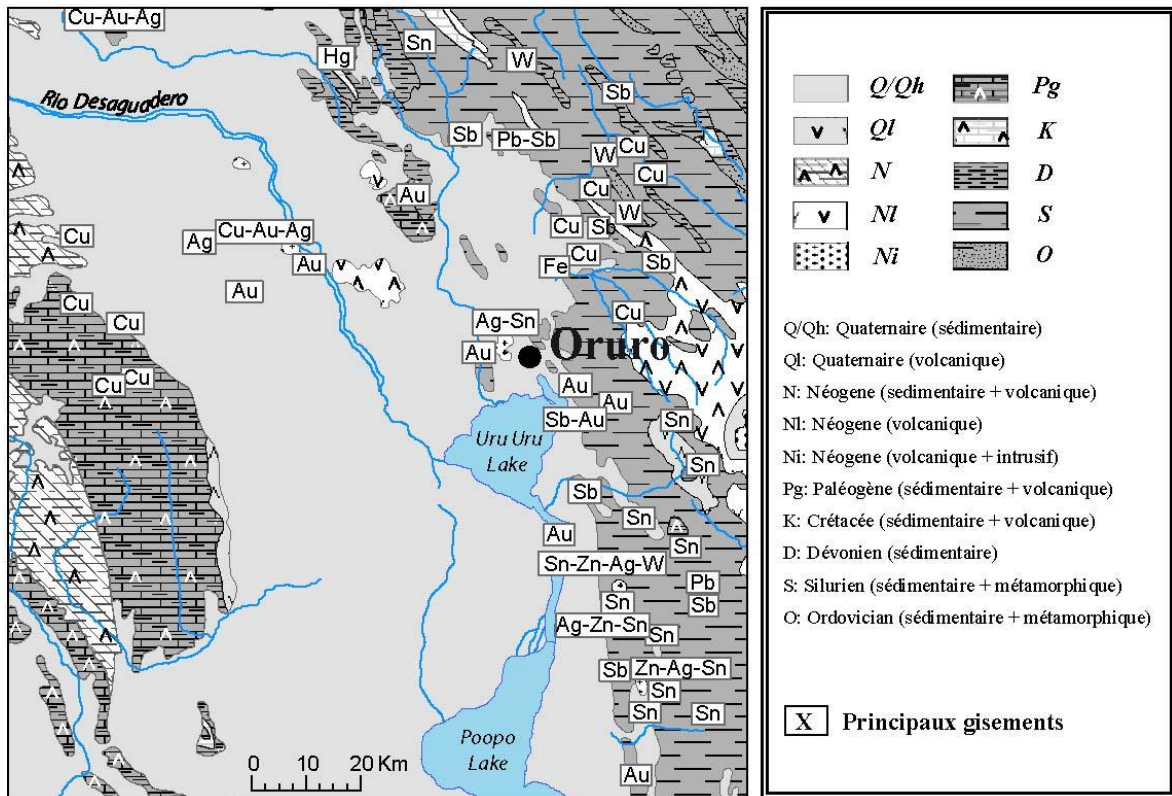 Cu-Au-Ag
Hg
Sn
W
Sb
Rio Desaguadero
Sb
Pb-Sb
W
Cu
Cu
Cu
Au
W
Cu
Sb
Cu
Ag
Cu-Au-Ag
Au
Cu
Fe
Sb
Au
Cu
Cu
Cu
Ag-Sn
Au
Oruro
Cu
Cu
Au
Au
Sb-Au
Sn
Uru Uru
Lake
Sn
Sb
Sn
Au
Sn
Sn-Zn-Ag-W
Pb
Sn
Sb
Ag-Zn-Sn
Sn
Sb
Zn-Ag-Sn
Sn
Sn
Sn
Poopo
Lake
Au
0 10 20 Km
Q/Qh
Pg
Ql
K
N
D
Nl
S
Ni
O
Q/Qh: Quaternaire (sédimentaire)
Ql: Quaternaire (volcanique)
N: Néogene (sedimentaire + volcanique)
Nl: Néogene (volcanique)
Ni: Néogene (volcanique + intrusif)
Pg: Paléogène (sédimentaire + volcanique)
K: Crétacée (sédimentaire + volcanique)
D: Dévonien (sédimentaire)
S: Silurien (sédimentaire + métamorphique)
O: Ordovician (sédimentaire + métamorphique)
X Principaux gisements